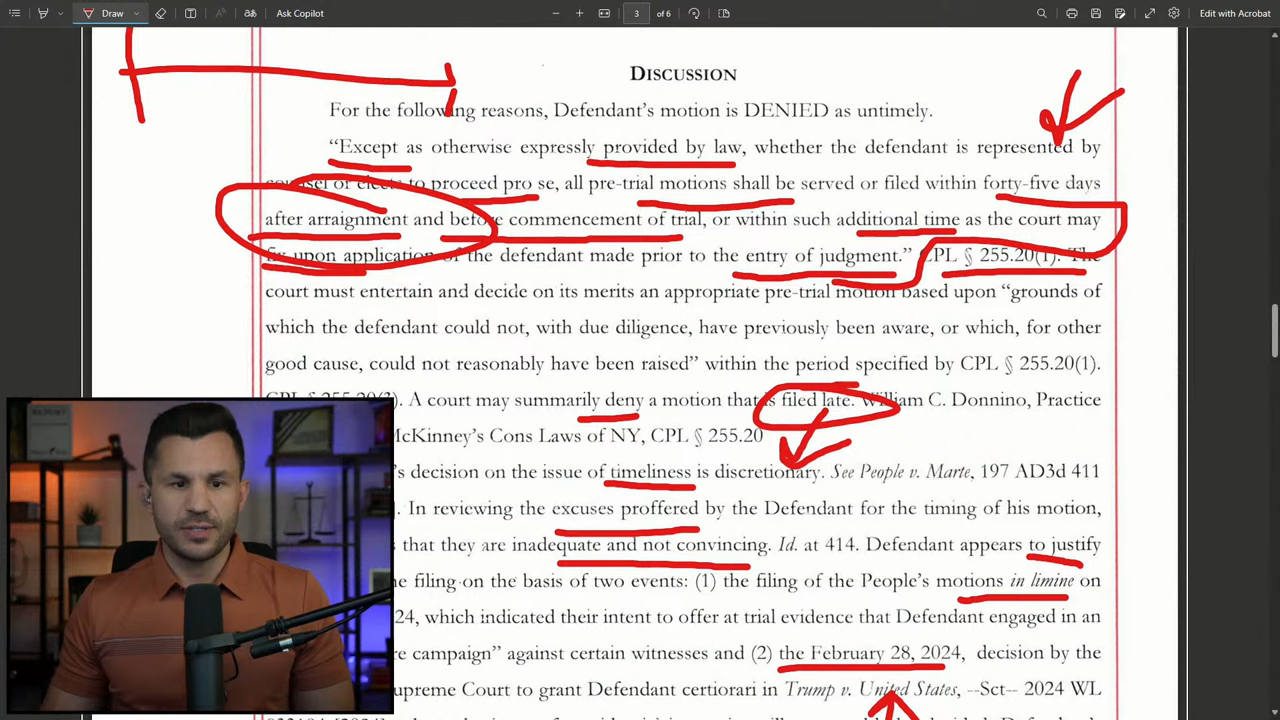 Draw
Ask Copilot
3
of 6
Edit with Acrobat
DISCUSSION
For the following reasons, Defendant's motion is DENIED as untimely.
"Except as otherwise expressly provided by law, whether the defendant is represented by
counsel or elects to proceed pro se, all pre-trial motions shall be served or filed within forty-five days
after arraignment and before commencement of trial, or within such additional time as the court may
fix upon application of the defendant made prior to the entry of judgment." CPL § 255.20(1). The
court must entertain and decide on its merits an appropriate pre-trial motion based upon "grounds of
which the defendant could not, with due diligence, have previously been aware, or which, for other
good cause, could not reasonably have been raised" within the period specified by CPL § 255.20(1).
CPL § 255.20(3). A court may summarily deny a motion that is filed late. William C. Donnino, Practice
McKinney's Cons Laws of NY, CPL § 255.20
's decision on the issue of timeliness is discretionary. See People v. Marte, 197 AD3d 411
]. In reviewing the excuses proffered by the Defendant for the timing of his motion,
s that they are inadequate and not convincing. Id. at 414. Defendant appears to justify
he filing on the basis of two events: (1) the filing of the People's motions in limine on
24, which indicated their intent to offer at trial evidence that Defendant engaged in an
re campaign" against certain witnesses and (2) the February 28, 2024, decision by the
upreme Court to grant Defendant certiorari in Trump v. United States, --Sct-- 2024 WL